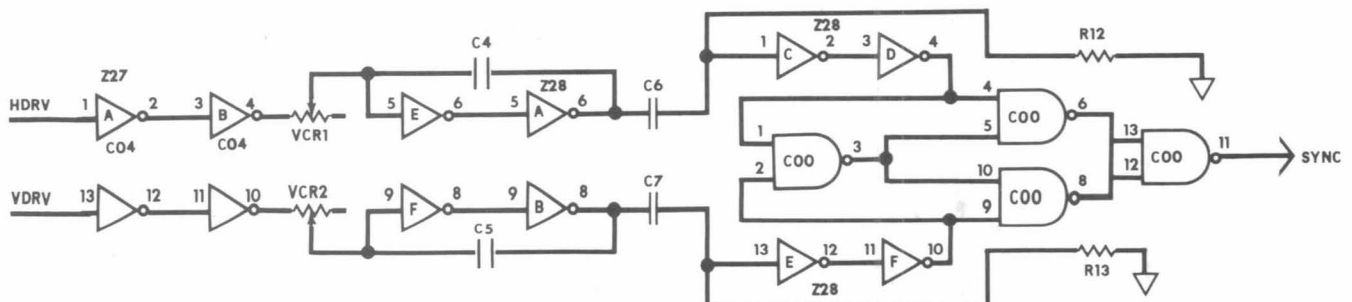 Z27
HDRV 1 A 2 3 B 4
C04 C04
VCR1
C4
5 E 6 5 A 6
Z28
C6
Z28
1 C 2 3 D 4
R12
1
2
C00 3
4
5
C00 6
10
9
C00 8
13
12
C00 11
SYNC
VDRV 13 12 11 10
VCR2
9 F 8 9 B 8
C5
C7
13 E 12 11 F 10
Z28
R13